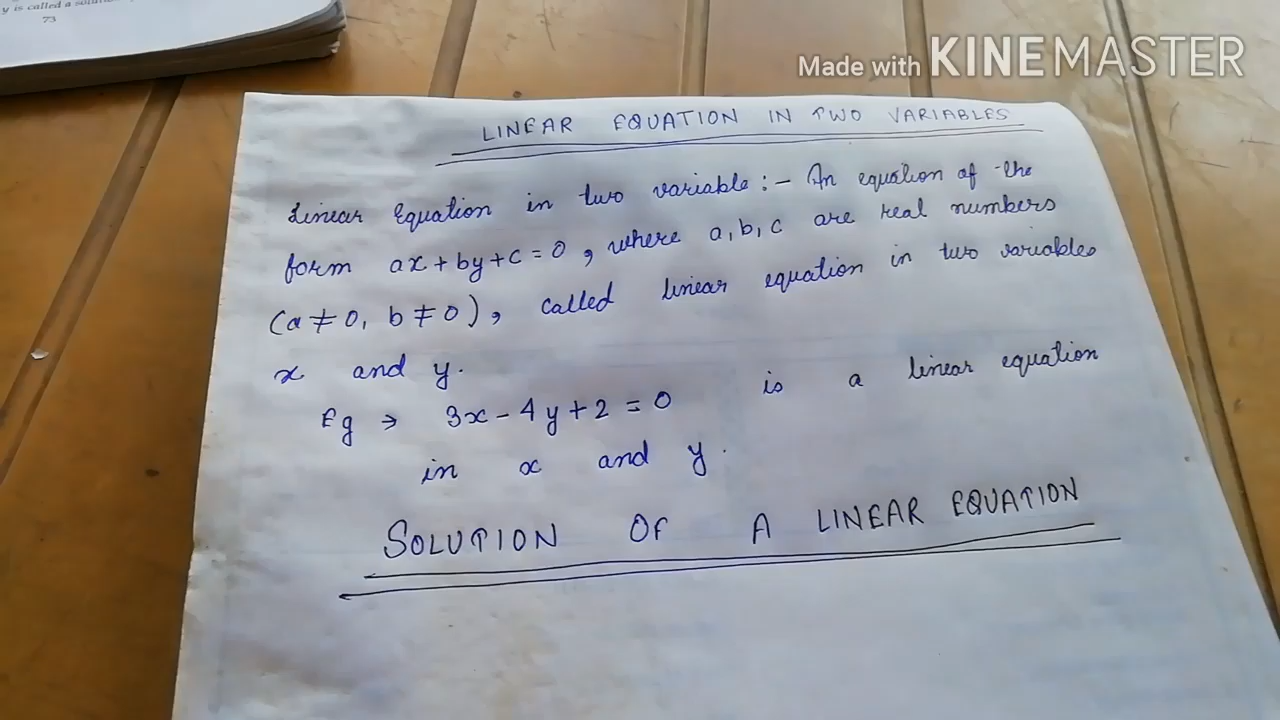 y is called a
73
Made with KINEMASTER
LINEAR EQUATION IN TWO VARIABLES
Linear Equation in two variable :- An equation of the
form ax + by + c = 0 , where a, b, c are real numbers
(a ≠ 0, b ≠ 0) , called linear equation in two variables
x and y.
Eg → 3x - 4y + 2 = 0 is a linear equation
in x and y.
SOLUTION OF A LINEAR EQUATION